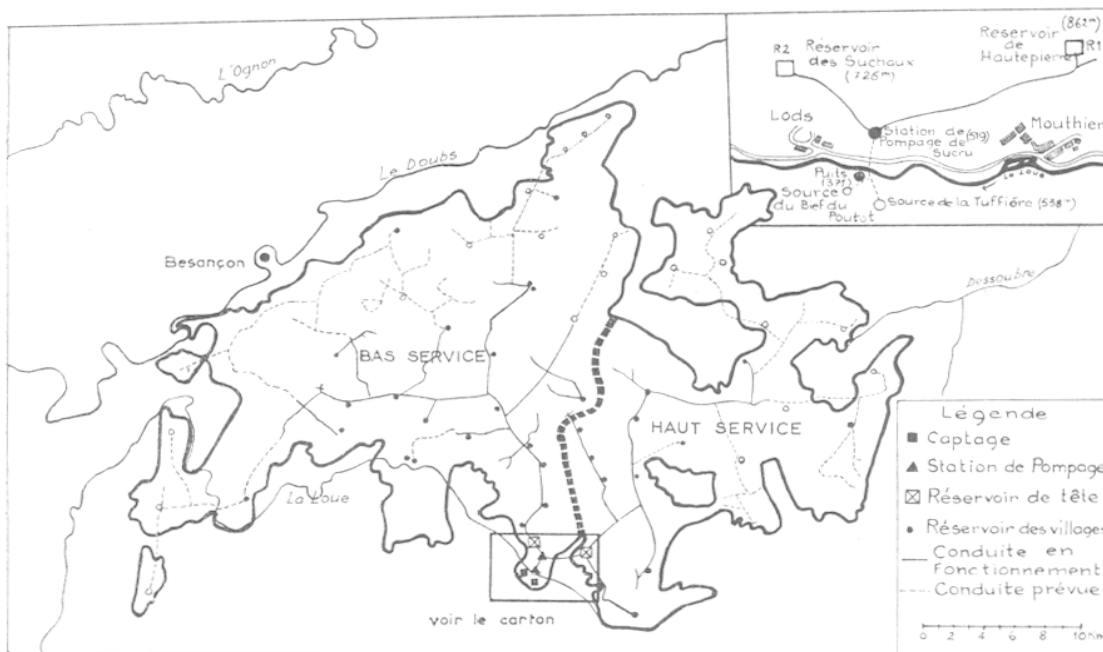 L'Ognon
Le Doubs
Besançon
BAS SERVICE
HAUT SERVICE
La Loue
Dessoubre
voir le carton
R2
Réservoir
des Suchaux
(726m)
(862m)
Réservoir
de
Hautepierre
R1
Lods
Mouthier
Station de
Pompage de (519)
Sucru
La Loue
Puits
(371)
Source
du Bief du
Poutot
Source de la Tuffière (538m)
Légende
Captage
Station de Pompage
Réservoir de tête
Réservoir des villages
Conduite en
Fonctionnement
Conduite prévue
0 2 4 6 8 10Km